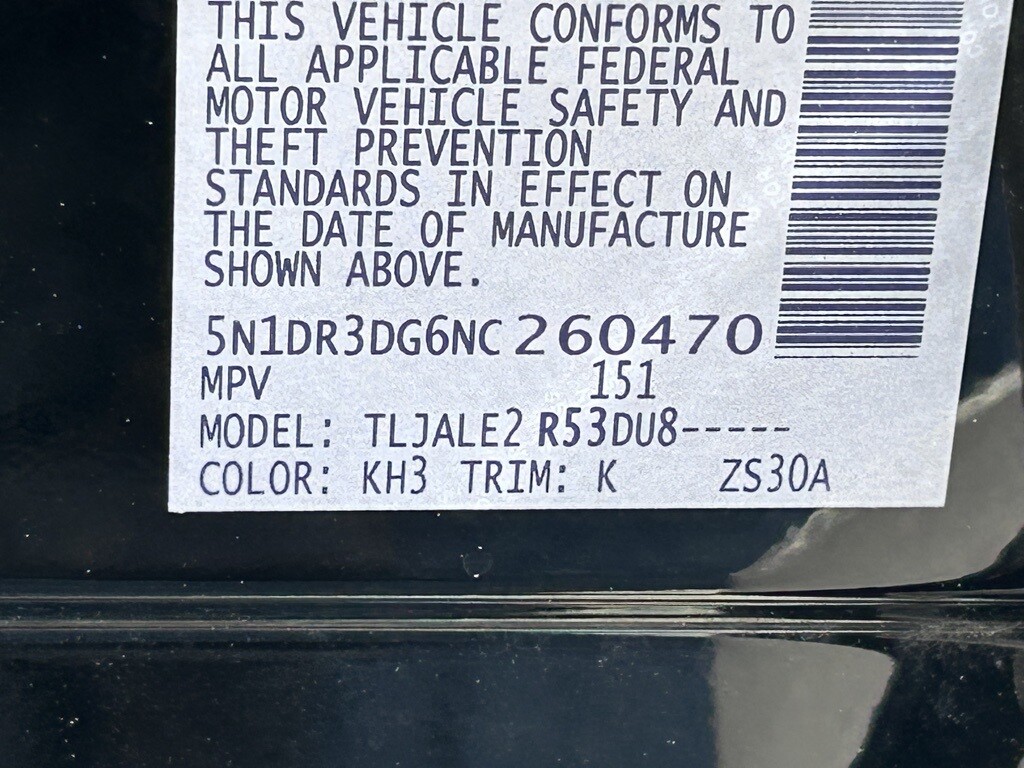 THIS VEHICLE CONFORMS TO
ALL APPLICABLE FEDERAL
MOTOR VEHICLE SAFETY AND
THEFT PREVENTION
STANDARDS IN EFFECT ON
THE DATE OF MANUFACTURE
SHOWN ABOVE.
5N1DR3DG6NC260470
MPV 151
MODEL: TLJALE2 R53DU8-----
COLOR: KH3 TRIM: K ZS30A